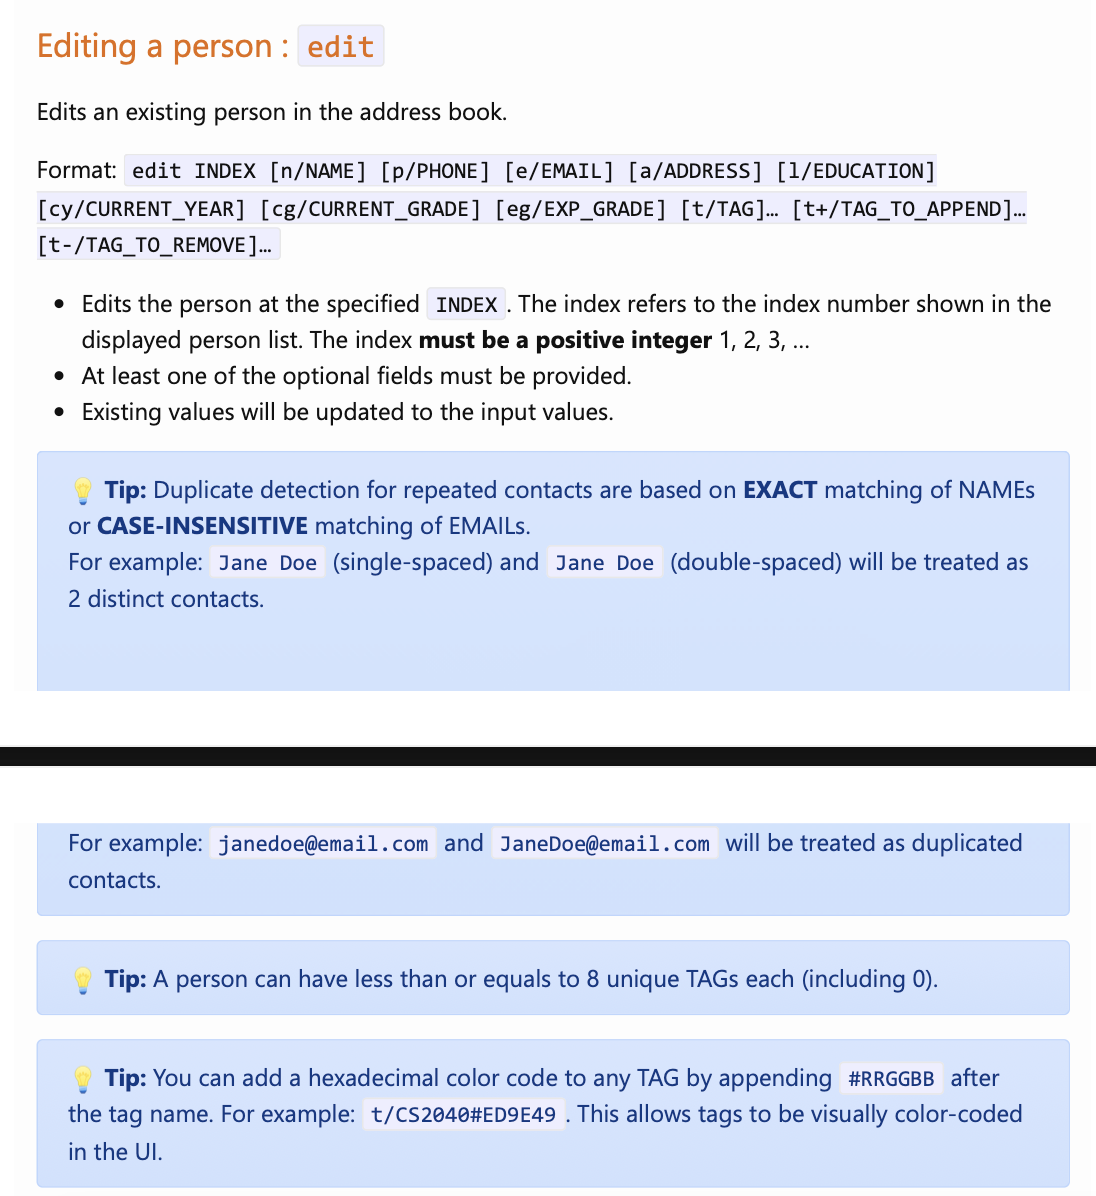 Editing a person : edit
Edits an existing person in the address book.
Format: edit INDEX [n/NAME] [p/PHONE] [e/EMAIL] [a/ADDRESS] [l/EDUCATION]
[cy/CURRENT_YEAR] [cg/CURRENT_GRADE] [eg/EXP_GRADE] [t/TAG]… [t+/TAG_TO_APPEND]…
[t-/TAG_TO_REMOVE]…
• Edits the person at the specified INDEX. The index refers to the index number shown in the
displayed person list. The index must be a positive integer 1, 2, 3, …
• At least one of the optional fields must be provided.
• Existing values will be updated to the input values.
💡 Tip: Duplicate detection for repeated contacts are based on EXACT matching of NAMEs
or CASE-INSENSITIVE matching of EMAILs.
For example: Jane Doe (single-spaced) and Jane Doe (double-spaced) will be treated as
2 distinct contacts.
For example: janedoe@email.com and JaneDoe@email.com will be treated as duplicated
contacts.
💡 Tip: A person can have less than or equals to 8 unique TAGs each (including 0).
💡 Tip: You can add a hexadecimal color code to any TAG by appending #RRGGBB after
the tag name. For example: t/CS2040#ED9E49. This allows tags to be visually color-coded
in the UI.